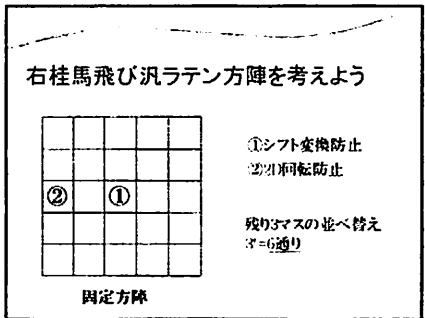 右桂馬飛び汎ラテン方陣を考えよう
② ①
①シフト変換防止
②2D回転防止
残り3マスの並べ替え
3!=6通り
固定方陣